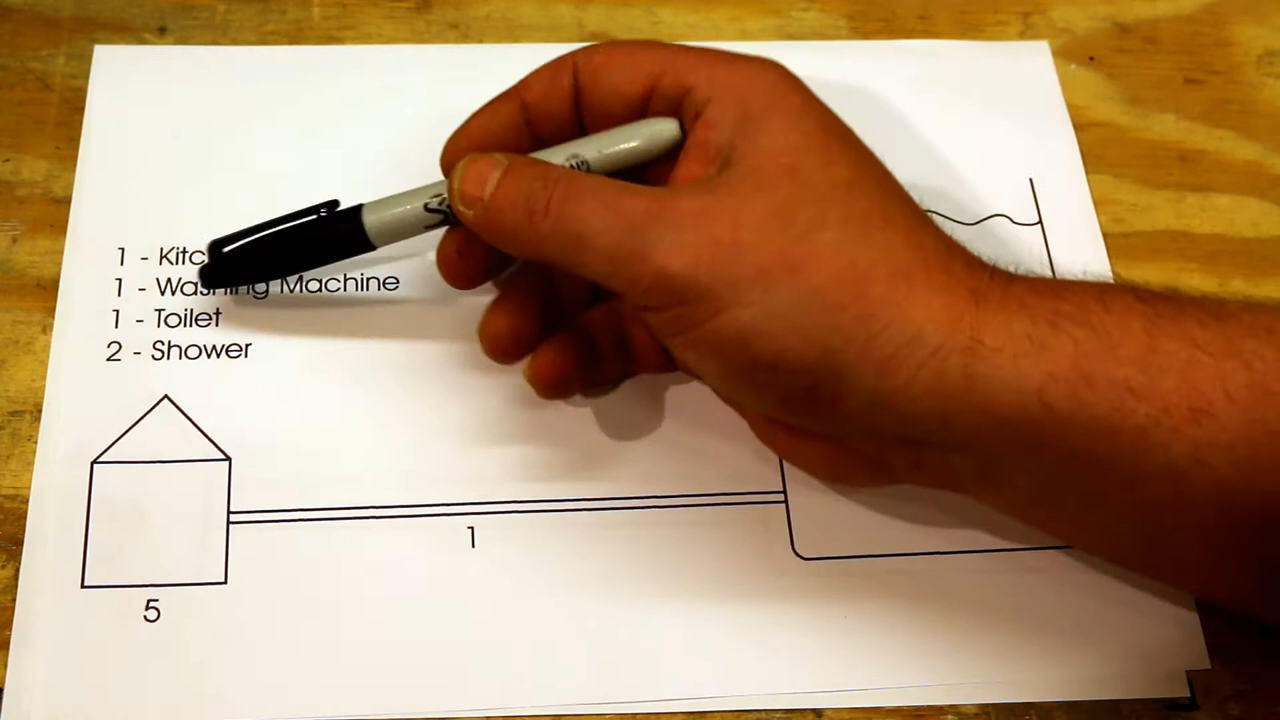 1 - Kitc
1 - Washing Machine
1 - Toilet
2 - Shower
1
5